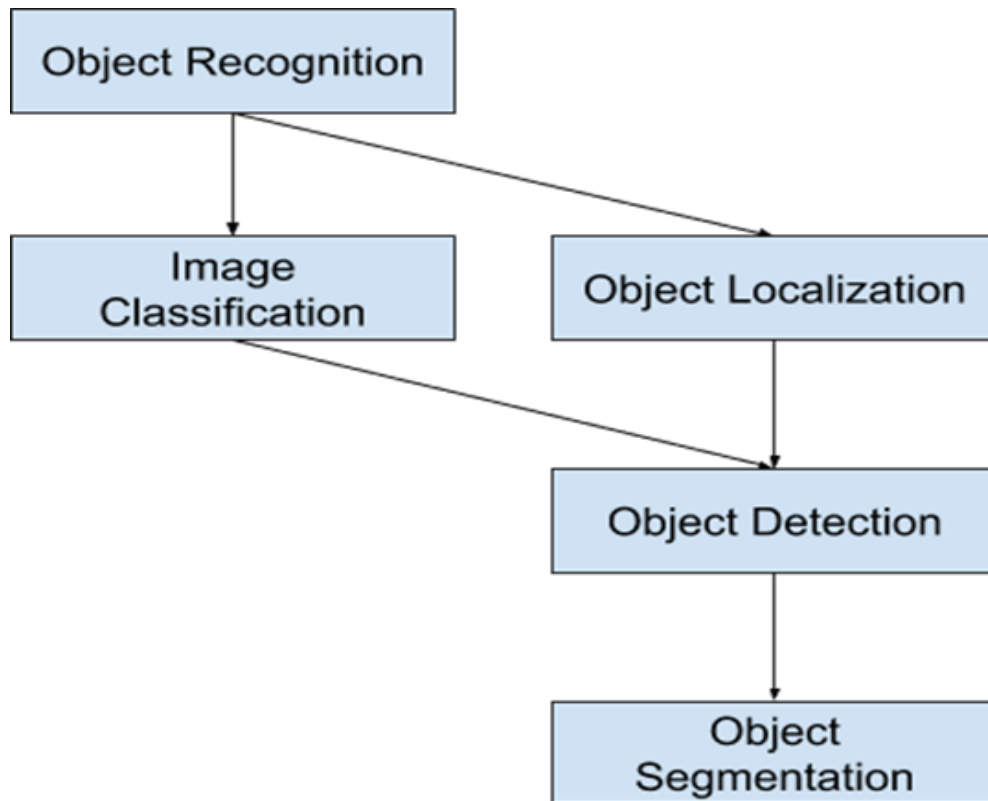 Object Recognition
Image
Classification
Object Localization
Object Detection
Object
Segmentation